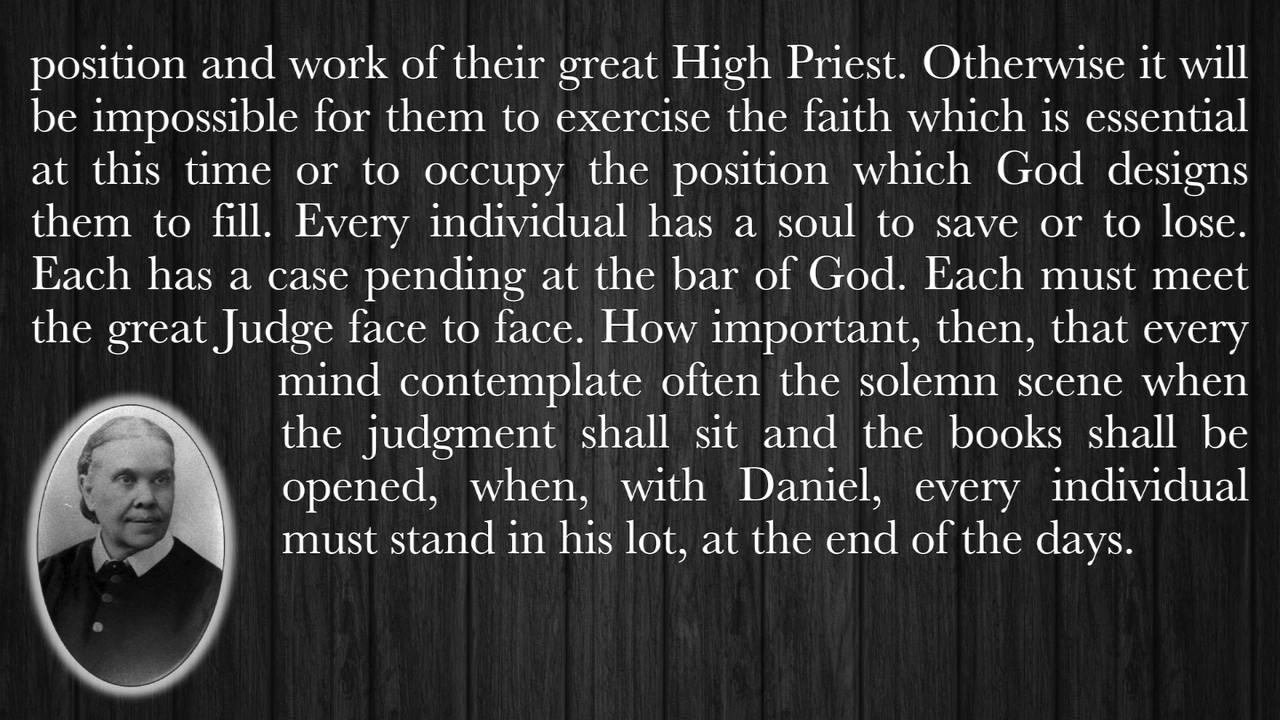 position and work of their great High Priest. Otherwise it will
be impossible for them to exercise the faith which is essential
at this time or to occupy the position which God designs
them to fill. Every individual has a soul to save or to lose.
Each has a case pending at the bar of God. Each must meet
the great Judge face to face. How important, then, that every
mind contemplate often the solemn scene when
the judgment shall sit and the books shall be
opened, when, with Daniel, every individual
must stand in his lot, at the end of the days.